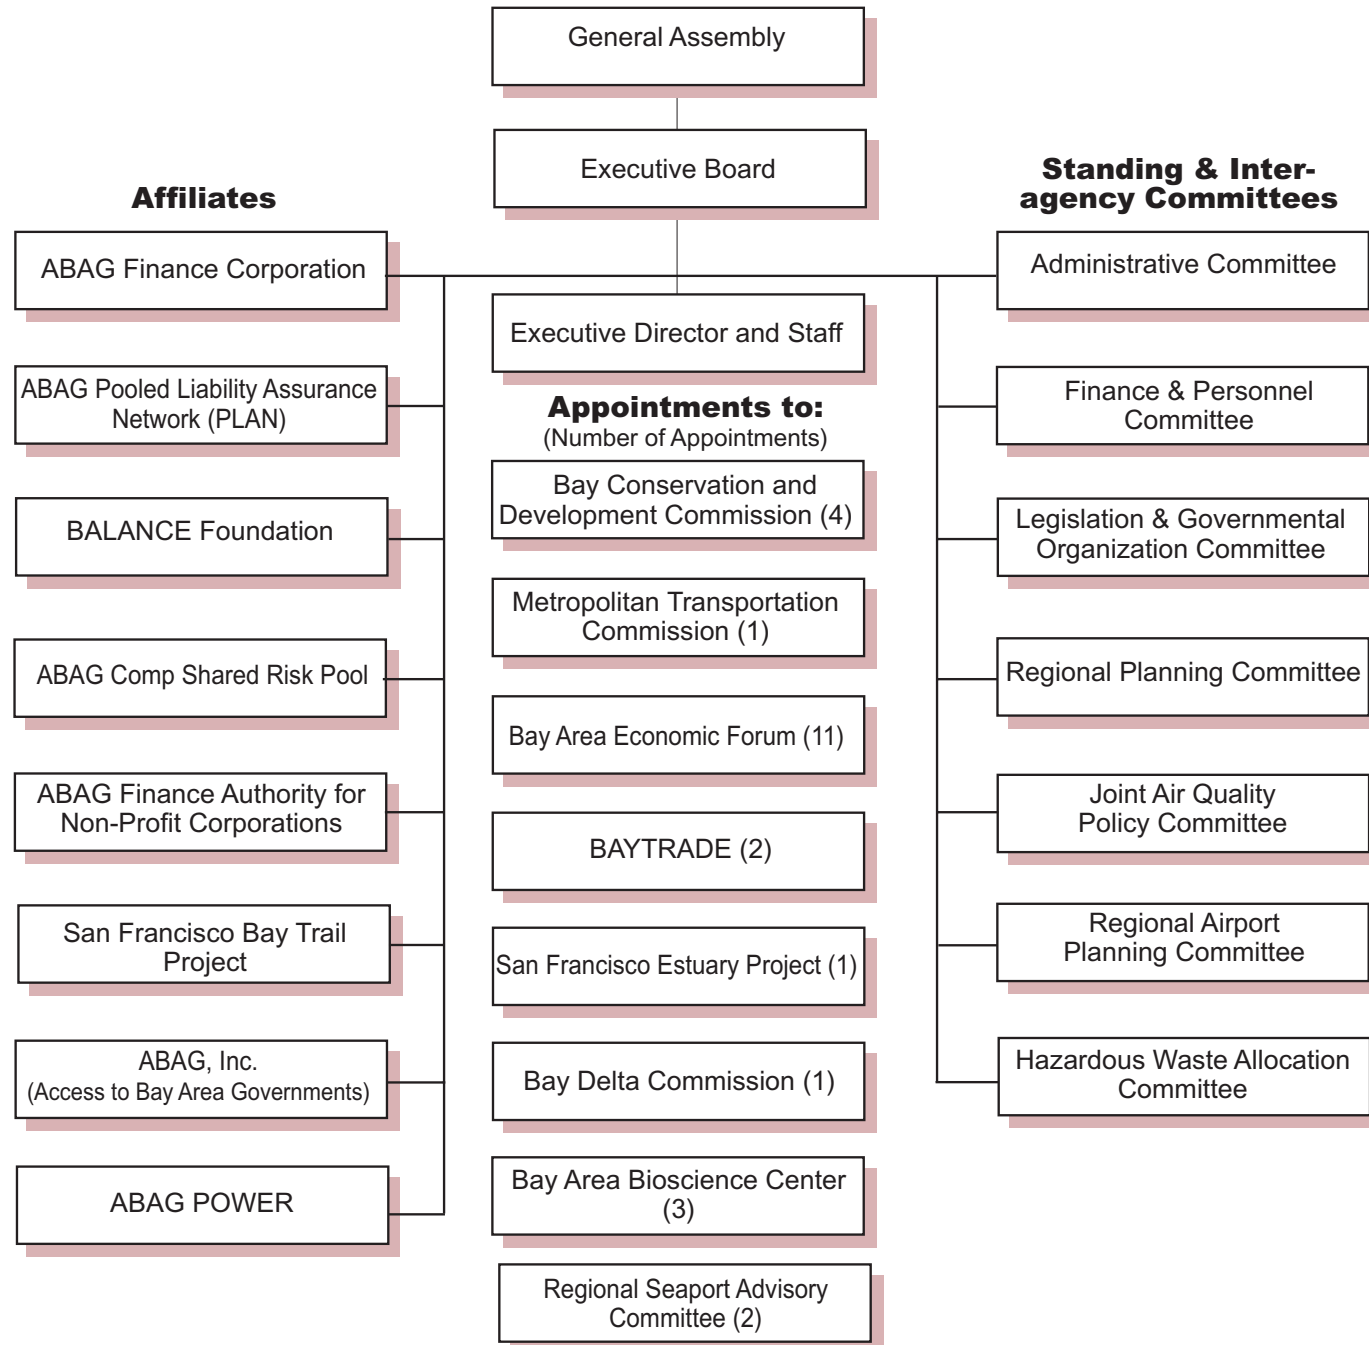 General Assembly
Executive Board
Affiliates
ABAG Finance Corporation
ABAG Pooled Liability Assurance
Network (PLAN)
BALANCE Foundation
ABAG Comp Shared Risk Pool
ABAG Finance Authority for
Non-Profit Corporations
San Francisco Bay Trail
Project
ABAG, Inc.
(Access to Bay Area Governments)
ABAG POWER
Executive Director and Staff
Appointments to:
(Number of Appointments)
Bay Conservation and
Development Commission (4)
Metropolitan Transportation
Commission (1)
Bay Area Economic Forum (11)
BAYTRADE (2)
San Francisco Estuary Project (1)
Bay Delta Commission (1)
Bay Area Bioscience Center
(3)
Regional Seaport Advisory
Committee (2)
Standing & Inter-
agency Committees
Administrative Committee
Finance & Personnel
Committee
Legislation & Governmental
Organization Committee
Regional Planning Committee
Joint Air Quality
Policy Committee
Regional Airport
Planning Committee
Hazardous Waste Allocation
Committee